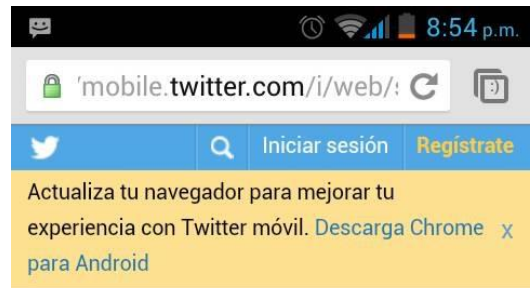 8:54 p.m.
mobile.twitter.com/i/web/
:)
Iniciar sesión Regístrate
Actualiza tu navegador para mejorar tu
experiencia con Twitter móvil. Descarga Chrome x
para Android